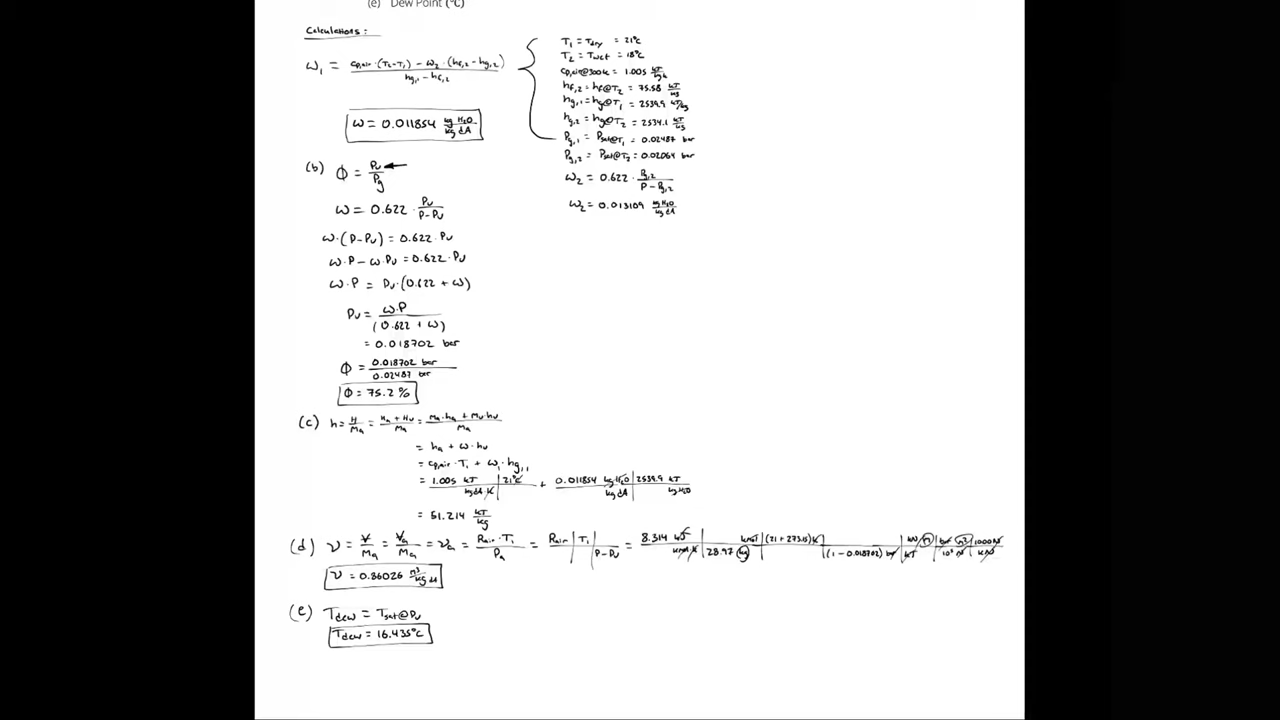 (e) Dew Point (°C)
Calculations:
ω₁ = (cp,air·(T₂-T₁) - ω₂·(hf,2-hg,2)) / (hg,1-hf,2)
ω = 0.011854 kg H₂O / kg dA
T₁ = Tdry = 21°C
T₂ = Twet = 18°C
cp,air@300K = 1.005 kJ/kg·K
hf,2 = hf@T₂ = 75.58 kJ/kg
hg,1 = hg@T₁ = 2539.9 kJ/kg
hg,2 = hg@T₂ = 2534.1 kJ/kg
Pg,1 = Psat@T₁ = 0.02487 bar
Pg,2 = Psat@T₂ = 0.02064 bar
ω₂ = 0.622 · Pg,2 / (P-Pg,2)
ω₂ = 0.013109 kg H₂O / kg dA
(b) φ = Pv / Pg
ω = 0.622 · Pv / (P-Pv)
ω·(P-Pv) = 0.622·Pv
ω·P - ω·Pv = 0.622·Pv
ω·P = Pv·(0.622 + ω)
Pv = ω·P / (0.622 + ω)
= 0.018702 bar
φ = 0.018702 bar / 0.02487 bar
φ = 75.2%
(c) h = H/Ma = (Ha + Hv)/Ma = (Ma·ha + Mv·hv)/Ma
= ha + ω·hv
= cp,air·T₁ + ω₁·hg,1
= 1.005 kJ / kg dA·K | 21°C + 0.011854 kg H₂O / kg dA | 2539.9 kJ / kg H₂O
= 51.214 kJ/kg
(d) v = V/Ma = Va/Ma = va = Rair·T₁/Pa = Rair | T₁ | / P-Pv = 8.314 kJ / kmol·K | kmol / 28.97 kg | (21+273.15)K | / (1-0.018702) bar | kN·m / kJ | bar·m² / 10⁵ N | 1000N / kN
v = 0.86026 m³/kg dA
(e) Tdew = Tsat@Pv
Tdew = 16.435°C